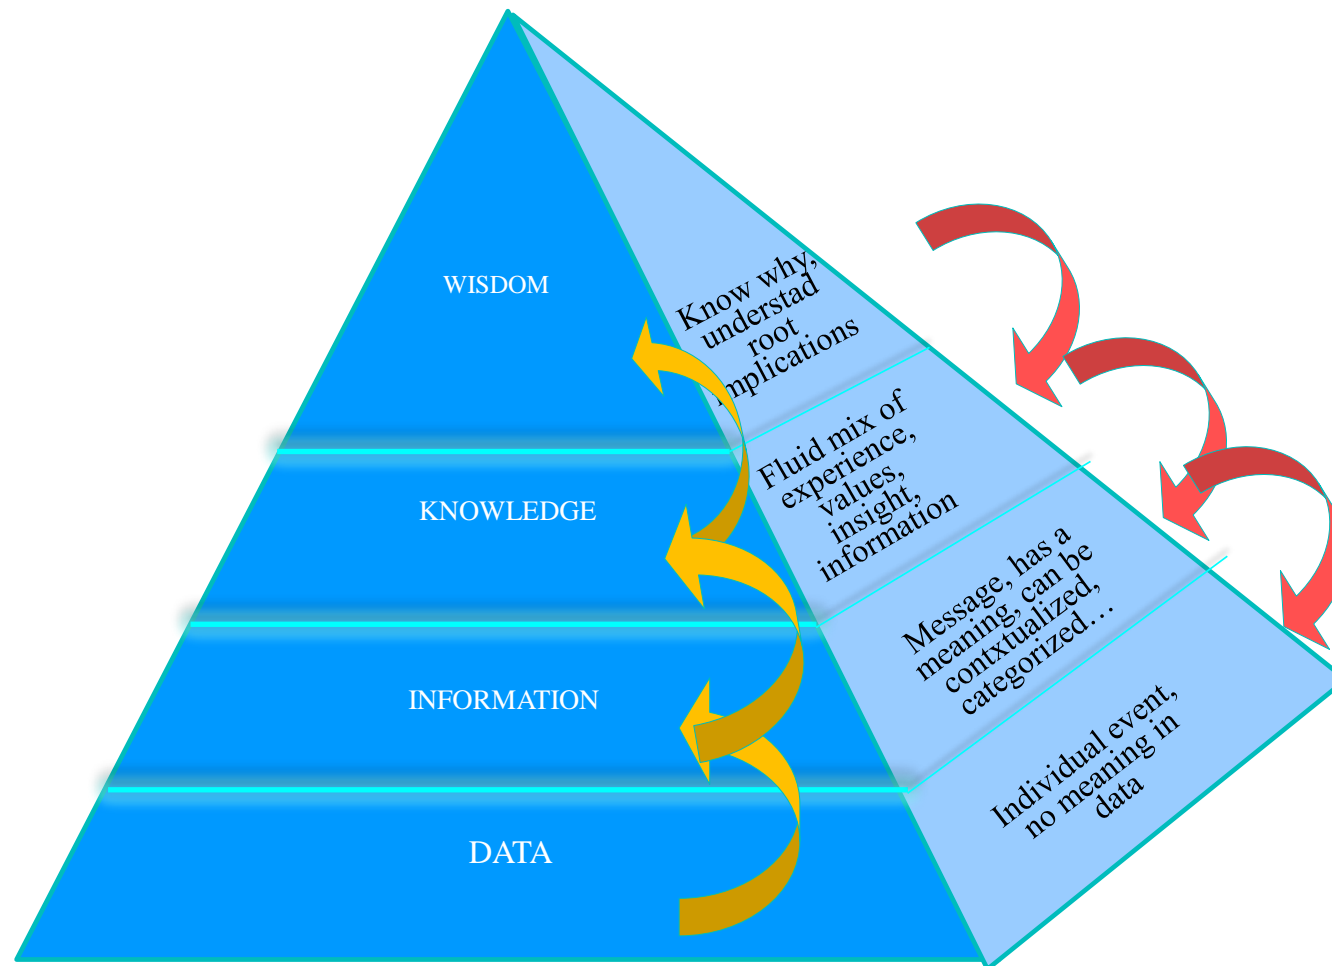 WISDOM
Know why,
understad
root
implications
KNOWLEDGE
Fluid mix of
experience,
values,
insight,
information
INFORMATION
Message, has a
meaning, can be
contxtualized,
categorized…
DATA
Individual event,
no meaning in
data